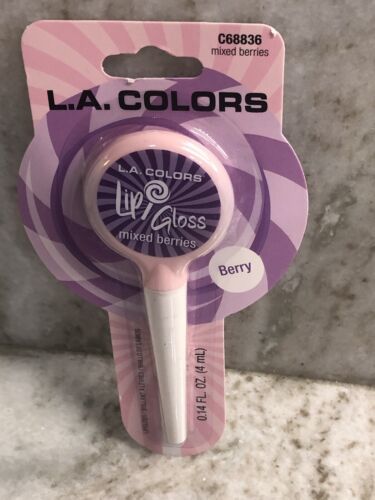 C68836
mixed berries
L.A. COLORS
L.A. COLORS
Lip Gloss
mixed berries
Berry
0.14 FL. OZ. (4 mL)